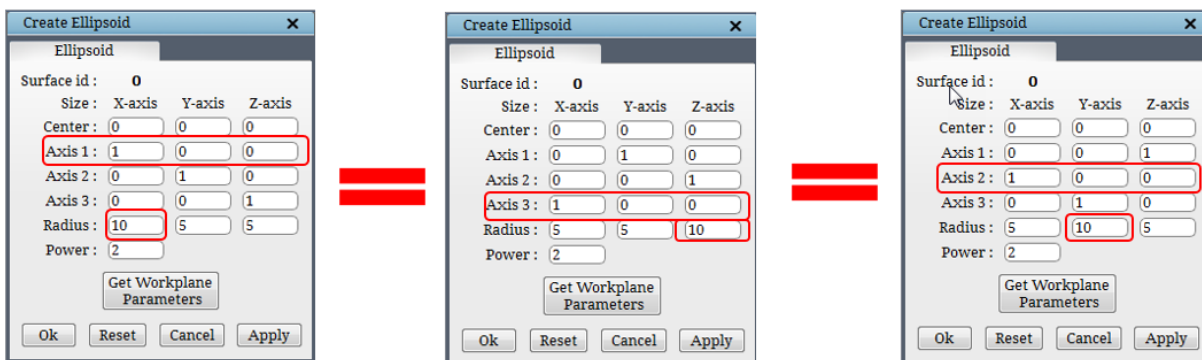 Create Ellipsoid
Ellipsoid
Surface id : 0
Size : X-axis Y-axis Z-axis
Center : 0 0 0
Axis 1 : 1 0 0
Axis 2 : 0 1 0
Axis 3 : 0 0 1
Radius : 10 5 5
Power : 2
Get Workplane
Parameters
Ok Reset Cancel Apply
Create Ellipsoid
Ellipsoid
Surface id : 0
Size : X-axis Y-axis Z-axis
Center : 0 0 0
Axis 1 : 0 1 0
Axis 2 : 0 0 1
Axis 3 : 1 0 0
Radius : 5 5 10
Power : 2
Get Workplane
Parameters
Ok Reset Cancel Apply
Create Ellipsoid
Ellipsoid
Surface id : 0
Size : X-axis Y-axis Z-axis
Center : 0 0 0
Axis 1 : 0 0 1
Axis 2 : 1 0 0
Axis 3 : 0 1 0
Radius : 5 10 5
Power : 2
Get Workplane
Parameters
Ok Reset Cancel Apply